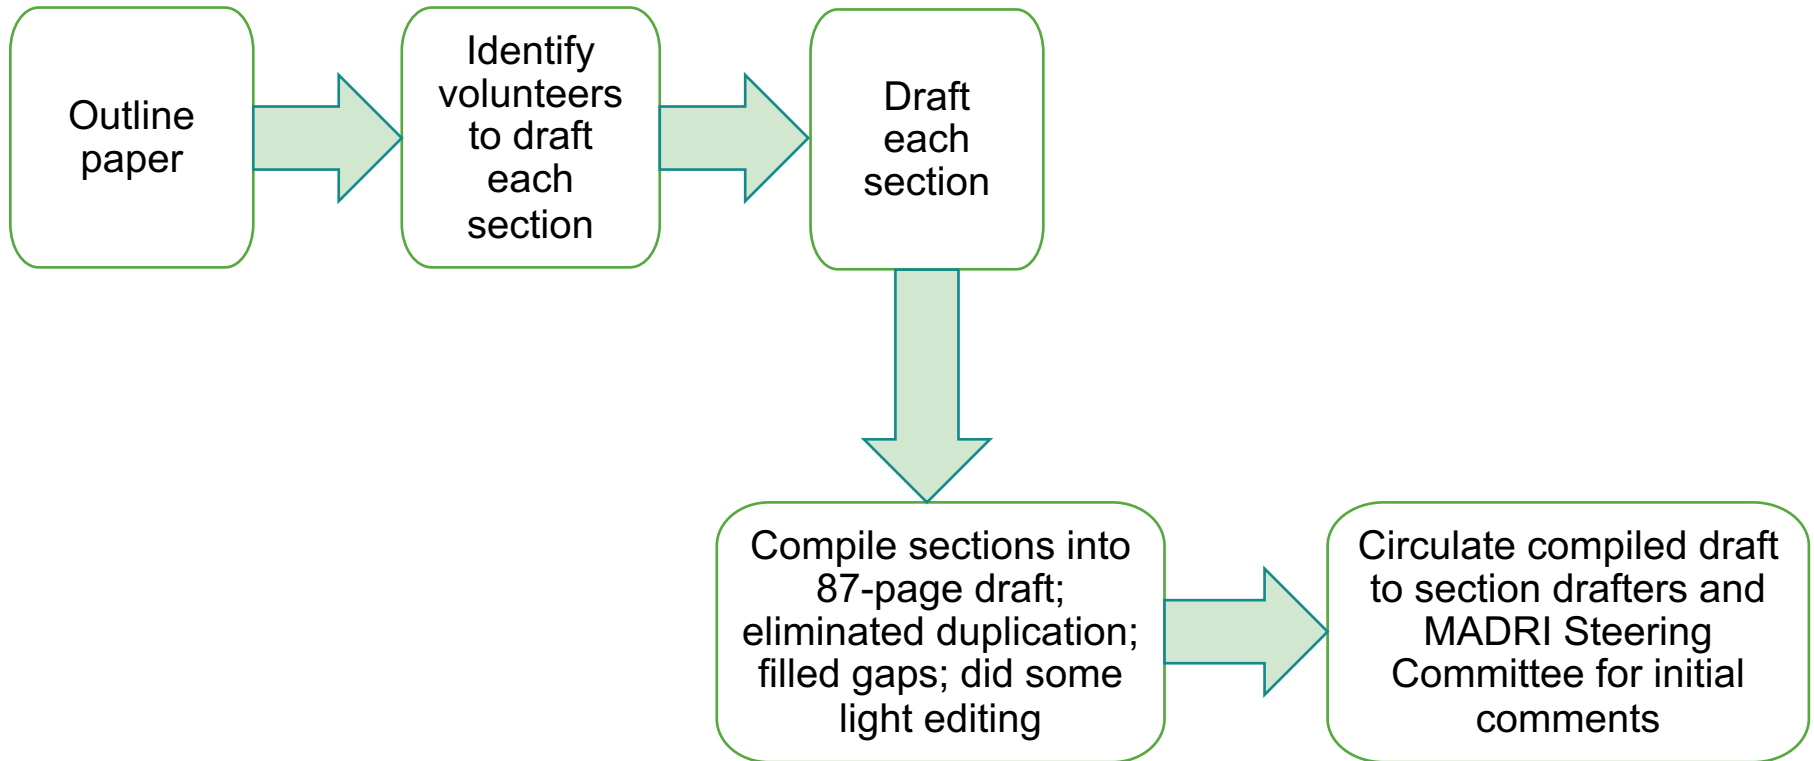 Outline
paper
Identify
volunteers
to draft
each
section
Draft
each
section
Compile sections into
87-page draft;
eliminated duplication;
filled gaps; did some
light editing
Circulate compiled draft
to section drafters and
MADRI Steering
Committee for initial
comments